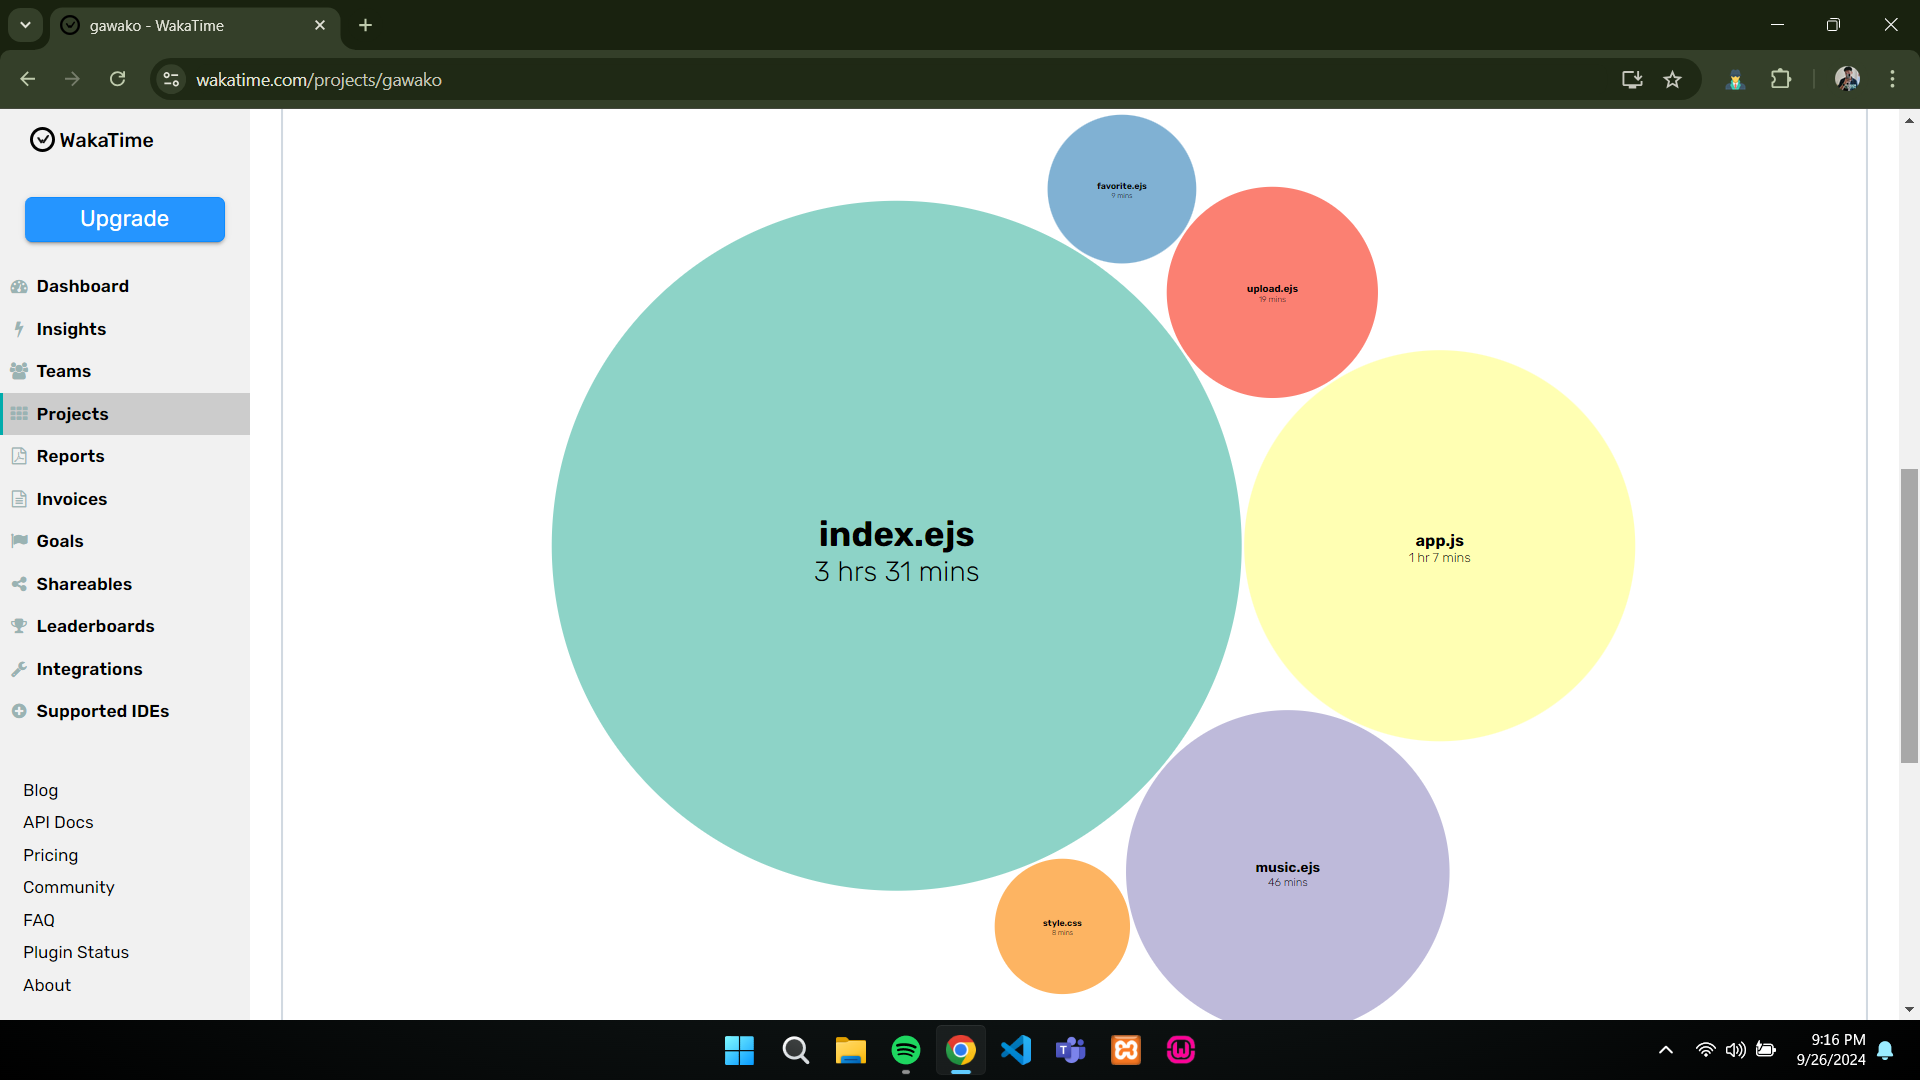 gawako - WakaTime
wakatime.com/projects/gawako
WakaTime
Upgrade
Dashboard
Insights
Teams
Projects
Reports
Invoices
Goals
Shareables
Leaderboards
Integrations
Supported IDEs
Blog
API Docs
Pricing
Community
FAQ
Plugin Status
About
favorite.ejs
9 mins
upload.ejs
19 mins
index.ejs
3 hrs 31 mins
app.js
1 hr 7 mins
music.ejs
46 mins
style.css
8 mins
9:16 PM
9/26/2024